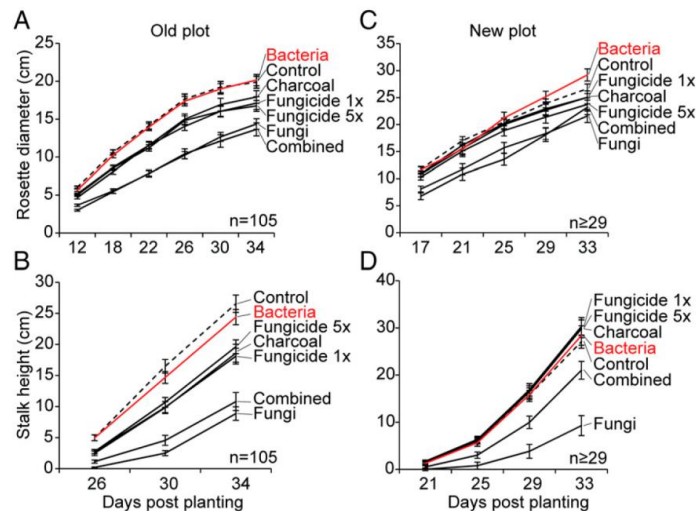 A
Old plot
Rosette diameter (cm)
25
20
15
10
5
0
12 18 22 26 30 34
Bacteria
Control
Charcoal
Fungicide 1x
Fungicide 5x
Fungi
Combined
n=105
C
New plot
35
30
25
20
15
10
5
0
17 21 25 29 33
Bacteria
Control
Fungicide 1x
Charcoal
Fungicide 5x
Combined
Fungi
n≥29
B
Stalk height (cm)
30
25
20
15
10
5
0
26 30 34
Days post planting
Control
Bacteria
Fungicide 5x
Charcoal
Fungicide 1x
Combined
Fungi
n=105
D
40
30
20
10
0
21 25 29 33
Days post planting
Fungicide 1x
Fungicide 5x
Charcoal
Bacteria
Control
Combined
Fungi
n≥29